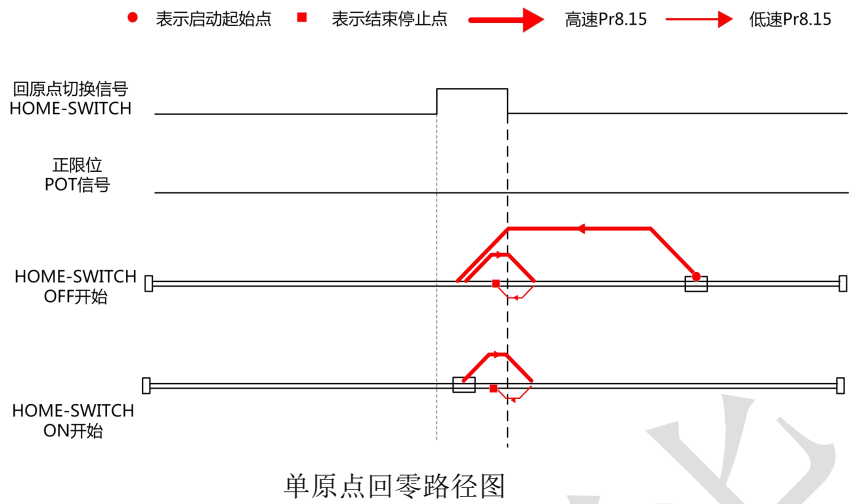 表示启动起始点 表示结束停止点 高速Pr8.15 低速Pr8.15
回原点切换信号
HOME-SWITCH
正限位
POT信号
HOME-SWITCH
OFF开始
HOME-SWITCH
ON开始
单原点回零路径图